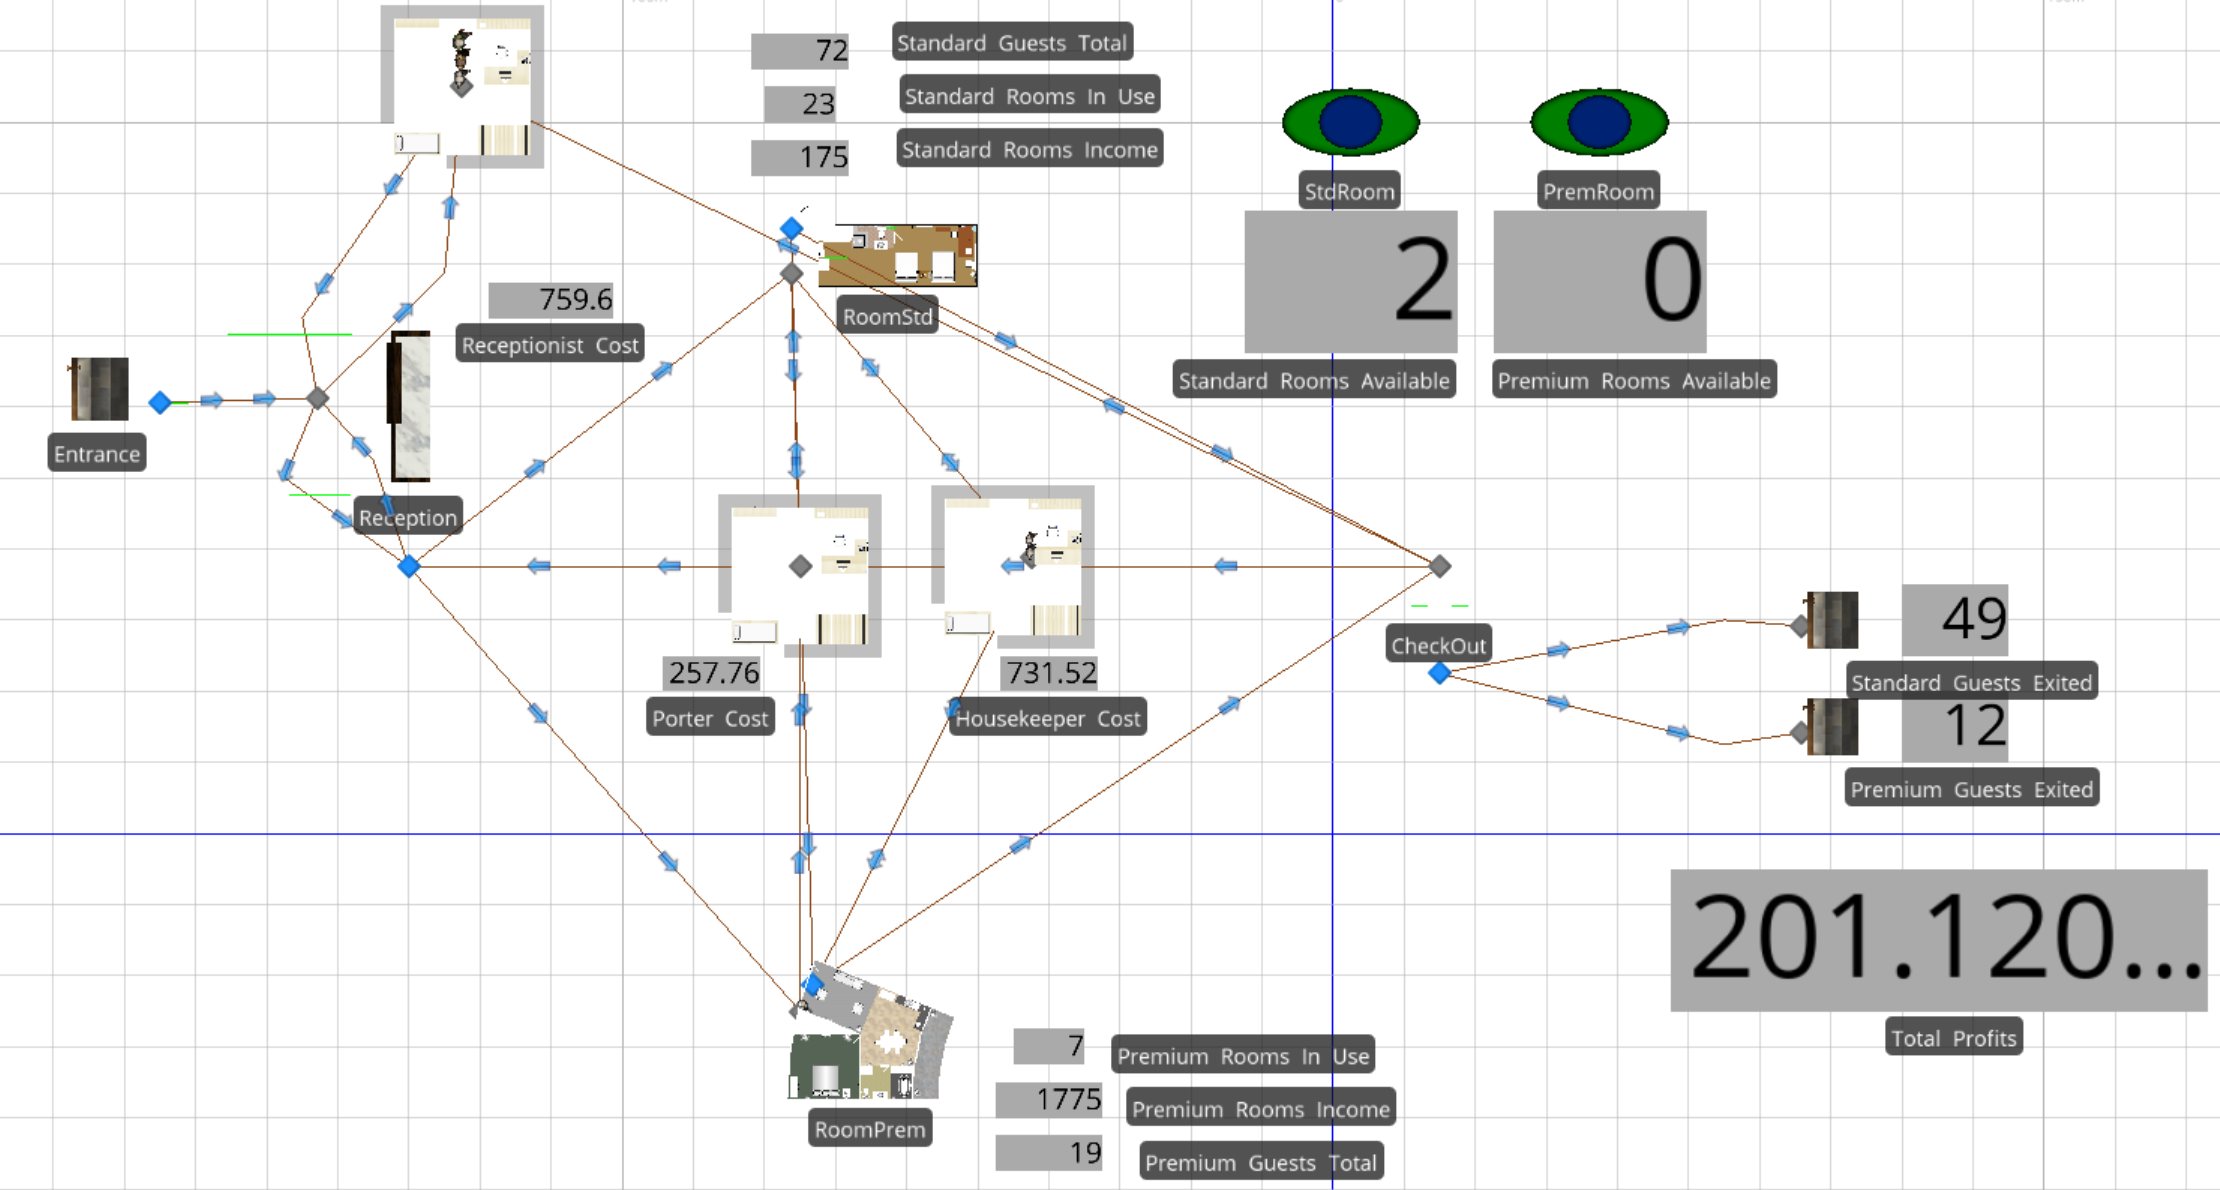 72
Standard Guests Total
23
Standard Rooms In Use
175
Standard Rooms Income
StdRoom
PremRoom
2
0
Standard Rooms Available
Premium Rooms Available
759.6
Receptionist Cost
RoomStd
Entrance
Reception
257.76
Porter Cost
731.52
Housekeeper Cost
CheckOut
49
Standard Guests Exited
12
Premium Guests Exited
201.120...
Total Profits
7
Premium Rooms In Use
1775
Premium Rooms Income
19
Premium Guests Total
RoomPrem